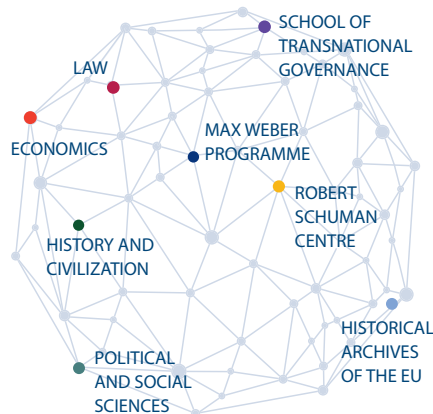 SCHOOL OF
TRANSNATIONAL
GOVERNANCE
LAW
ECONOMICS
MAX WEBER
PROGRAMME
ROBERT
SCHUMAN
CENTRE
HISTORY AND
CIVILIZATION
HISTORICAL
ARCHIVES
OF THE EU
POLITICAL
AND SOCIAL
SCIENCES